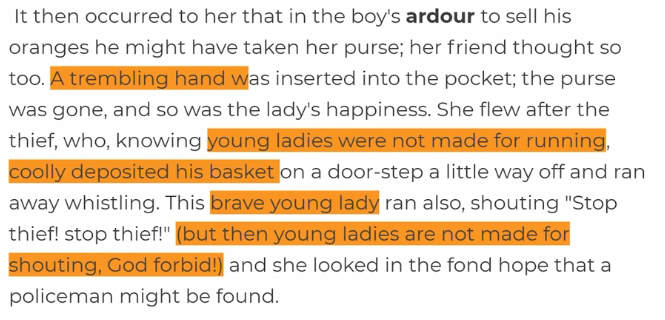 It then occurred to her that in the boy's ardour to sell his
oranges he might have taken her purse; her friend thought so
too. A trembling hand was inserted into the pocket; the purse
was gone, and so was the lady's happiness. She flew after the
thief, who, knowing young ladies were not made for running,
coolly deposited his basket on a door-step a little way off and ran
away whistling. This brave young lady ran also, shouting "Stop
thief! stop thief!" (but then young ladies are not made for
shouting, God forbid!) and she looked in the fond hope that a
policeman might be found.